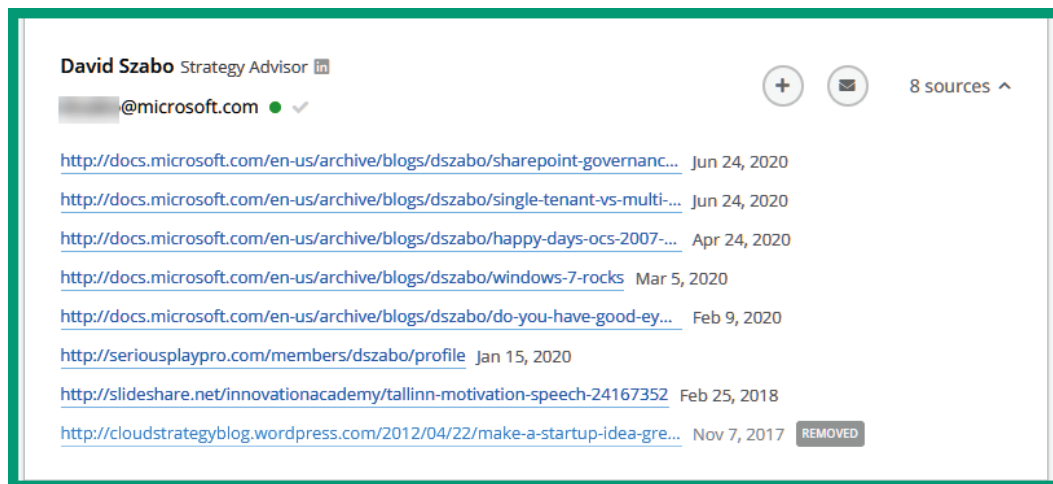 David Szabo Strategy Advisor in
@microsoft.com
8 sources
http://docs.microsoft.com/en-us/archive/blogs/dszabo/sharepoint-governanc... Jun 24, 2020
http://docs.microsoft.com/en-us/archive/blogs/dszabo/single-tenant-vs-multi-... Jun 24, 2020
http://docs.microsoft.com/en-us/archive/blogs/dszabo/happy-days-ocs-2007-... Apr 24, 2020
http://docs.microsoft.com/en-us/archive/blogs/dszabo/windows-7-rocks Mar 5, 2020
http://docs.microsoft.com/en-us/archive/blogs/dszabo/do-you-have-good-ey... Feb 9, 2020
http://seriousplaypro.com/members/dszabo/profile Jan 15, 2020
http://slideshare.net/innovationacademy/tallinn-motivation-speech-24167352 Feb 25, 2018
http://cloudstrategyblog.wordpress.com/2012/04/22/make-a-startup-idea-gre... Nov 7, 2017 REMOVED